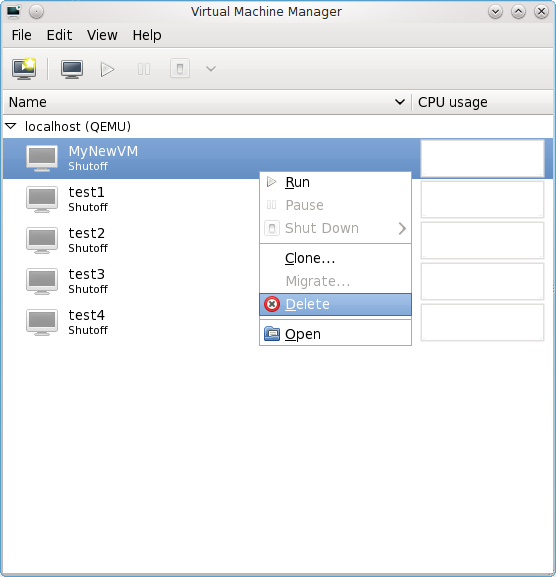 Virtual Machine Manager
File Edit View Help
Name CPU usage
localhost (QEMU)
MyNewVM
Shutoff
Run
test1
Shutoff
Pause
Shut Down
test2
Shutoff
Clone...
test3
Shutoff
Migrate...
Delete
test4
Shutoff
Open